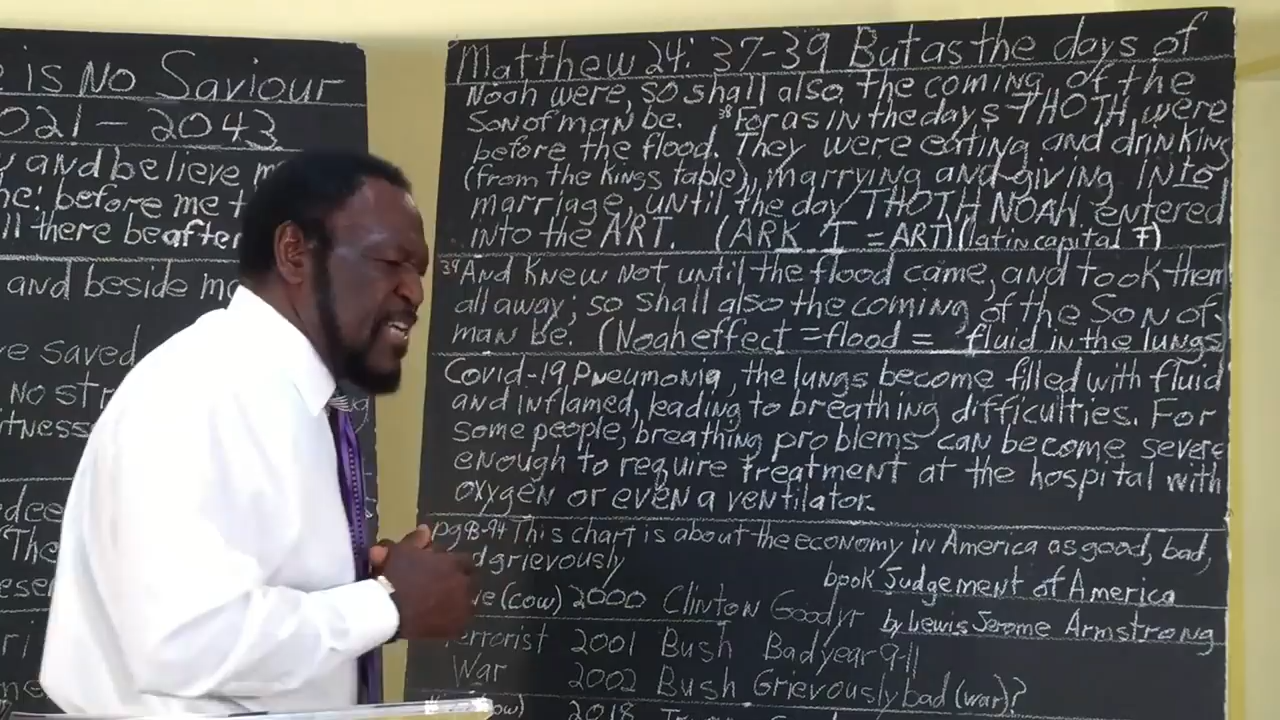 is No Saviour
021 - 2043
and believe
before me
ll there be after
and beside
ve saved
No
itness
The
Matthew 24: 37-39 But as the days of
Noah were, so shall also the coming of the
Son of man be. 38 For as in the days THOTH were
before the flood. They were eating and drinking
(from the Kings table), marrying and giving into
marriage, until the day THOTH NOAH entered
into the ART. (ARK T = ART) (latin capital 7)
39 And knew not until the flood came, and took them
all away; so shall also the coming of the Son of
man be. (Noah effect = flood = fluid in the lungs
Covid-19 Pneumonia, the lungs become filled with fluid
and inflamed, leading to breathing difficulties. For
some people, breathing problems can become severe
enough to require treatment at the hospital with
oxygen or even a ventilator.
This chart is about the economy in America as good, bad,
grievously
book Judgement of America
(cow) 2000 Clinton Good yr by Lewis Jerome Armstrong
errorist 2001 Bush Bad year 9-11
War 2002 Bush Grievously bad (war)?
2018